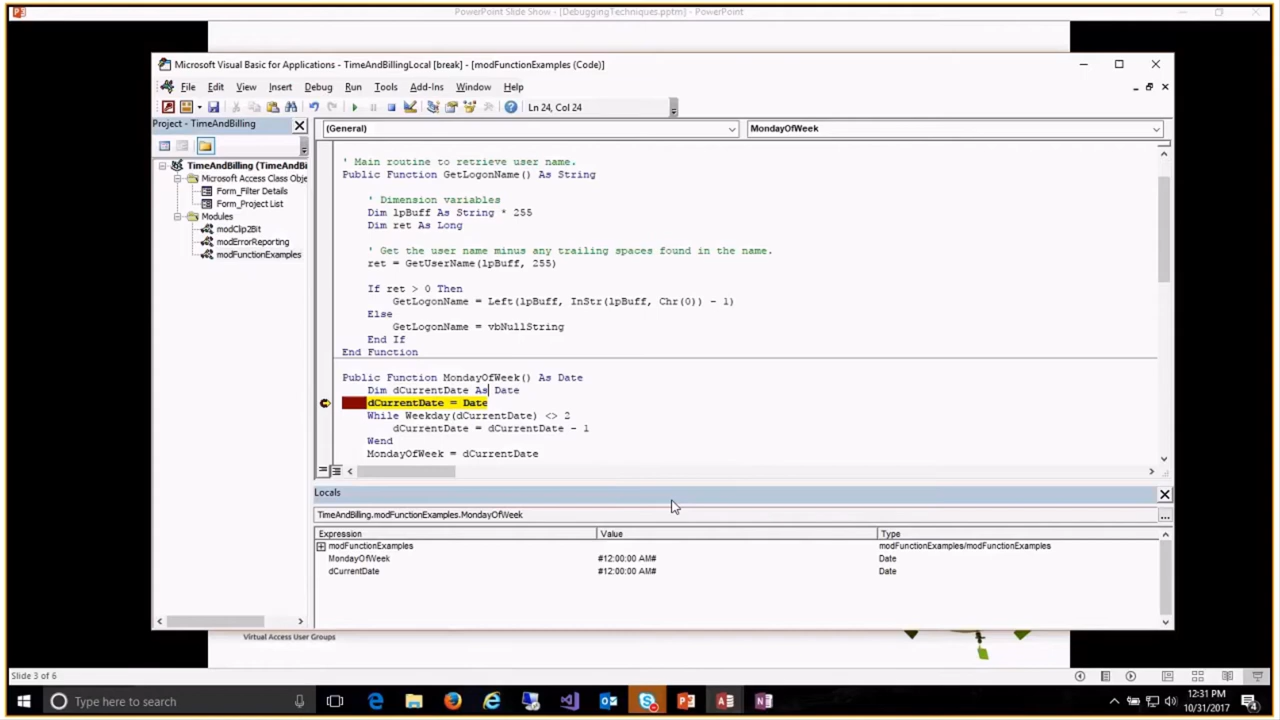 PowerPoint Slide Show - [DebuggingTechniques.pptm] - PowerPoint
Microsoft Visual Basic for Applications - TimeAndBillingLocal [break] - [modFunctionExamples (Code)]
File Edit View Insert Debug Run Tools Add-Ins Window Help
Ln 24, Col 24
Project - TimeAndBilling
(General) MondayOfWeek
TimeAndBilling (TimeAndBi
Microsoft Access Class Obje
Form_Filter Details
Form_Project List
Modules
modClip2Bit
modErrorReporting
modFunctionExamples
' Main routine to retrieve user name.
Public Function GetLogonName() As String
' Dimension variables
Dim lpBuff As String * 255
Dim ret As Long
' Get the user name minus any trailing spaces found in the name.
ret = GetUserName(lpBuff, 255)
If ret > 0 Then
GetLogonName = Left(lpBuff, InStr(lpBuff, Chr(0)) - 1)
Else
GetLogonName = vbNullString
End If
End Function
Public Function MondayOfWeek() As Date
Dim dCurrentDate As Date
dCurrentDate = Date
While Weekday(dCurrentDate) <> 2
dCurrentDate = dCurrentDate - 1
Wend
MondayOfWeek = dCurrentDate
Locals
TimeAndBilling.modFunctionExamples.MondayOfWeek
Expression Value Type
modFunctionExamples modFunctionExamples/modFunctionExamples
MondayOfWeek #12:00:00 AM# Date
dCurrentDate #12:00:00 AM# Date
Virtual Access User Groups
Slide 3 of 6
Type here to search
12:31 PM
10/31/2017
4